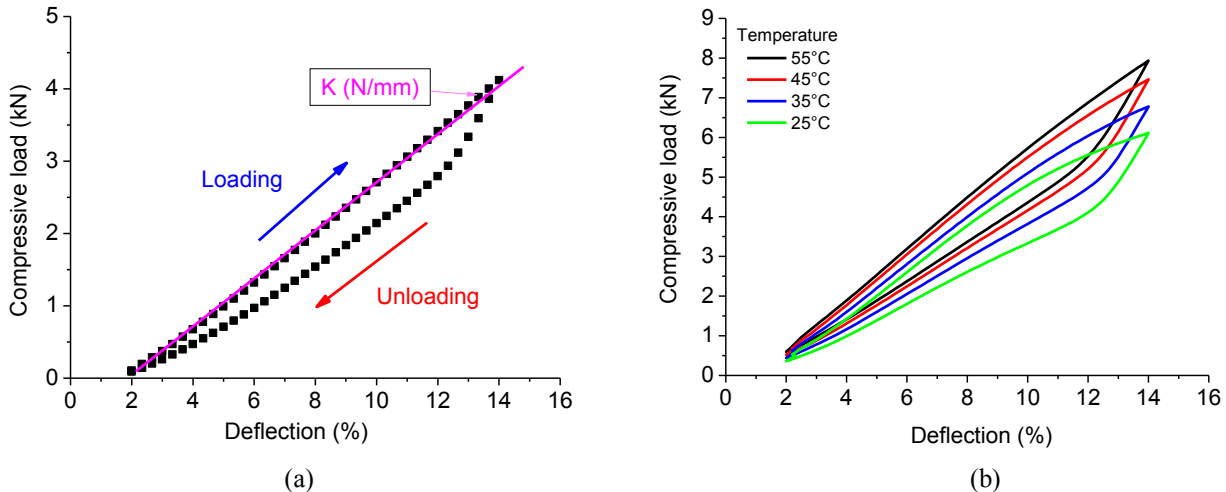 5
4
3
2
1
0
0 2 4 6 8 10 12 14 16
Compressive load (kN)
Deflection (%)
K (N/mm)
Loading
Unloading
(a)
9
8
7
6
5
4
3
2
1
0
0 2 4 6 8 10 12 14 16
Compressive load (kN)
Deflection (%)
Temperature
55°C
45°C
35°C
25°C
(b)